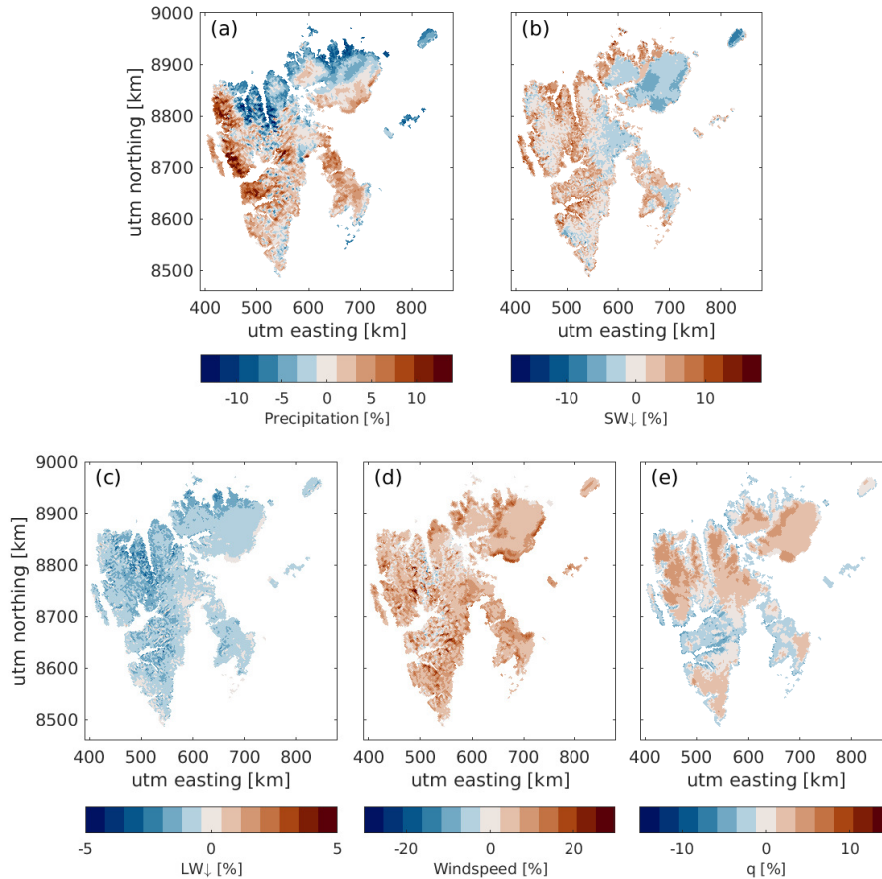 (a)
(b)
9000
8900
8800
8700
8600
8500
utm northing [km]
400 500 600 700 800
400 500 600 700 800
utm easting [km]
utm easting [km]
-10 -5 0 5 10
-10 0 10
Precipitation [%]
SW↓ [%]
(c)
(d)
(e)
9000
8900
8800
8700
8600
8500
utm northing [km]
400 500 600 700 800
400 500 600 700 800
400 500 600 700 800
utm easting [km]
utm easting [km]
utm easting [km]
-5 0 5
-20 0 20
-10 0 10
LW↓ [%]
Windspeed [%]
q [%]